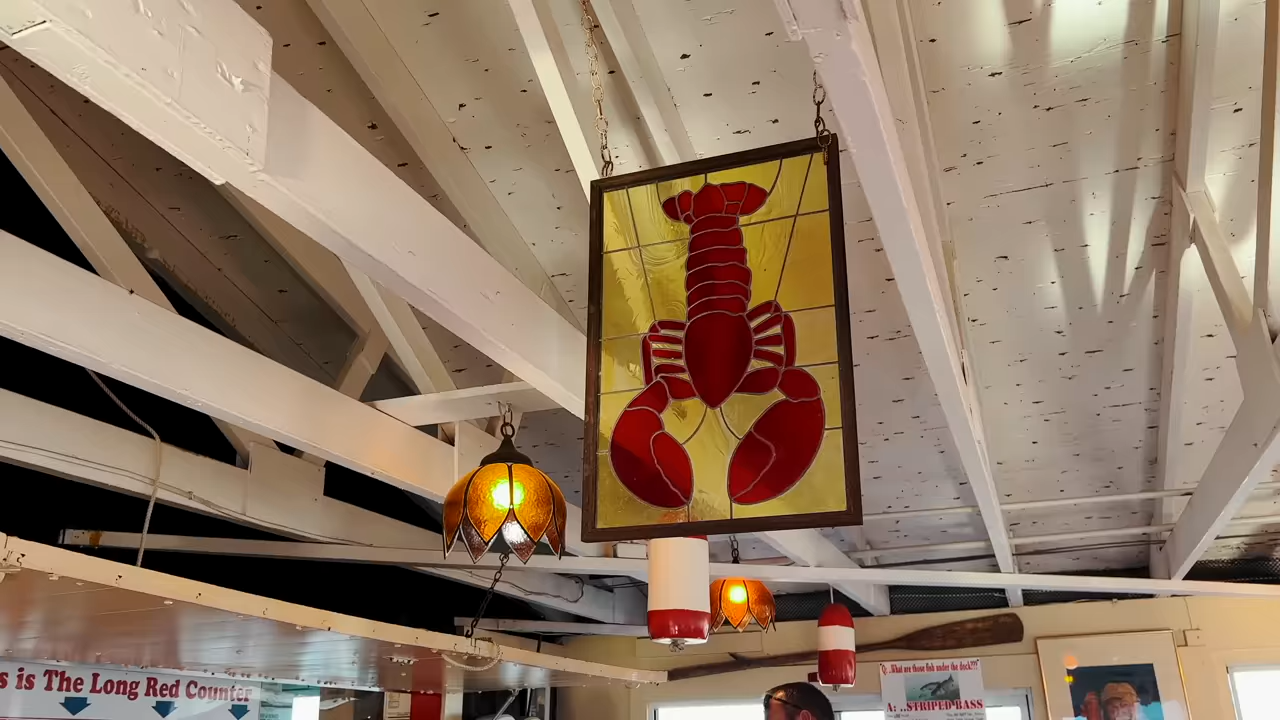 s is The Long Red Counter
Q: ..What are those fish under the dock???
A: ..STRIPED BASS